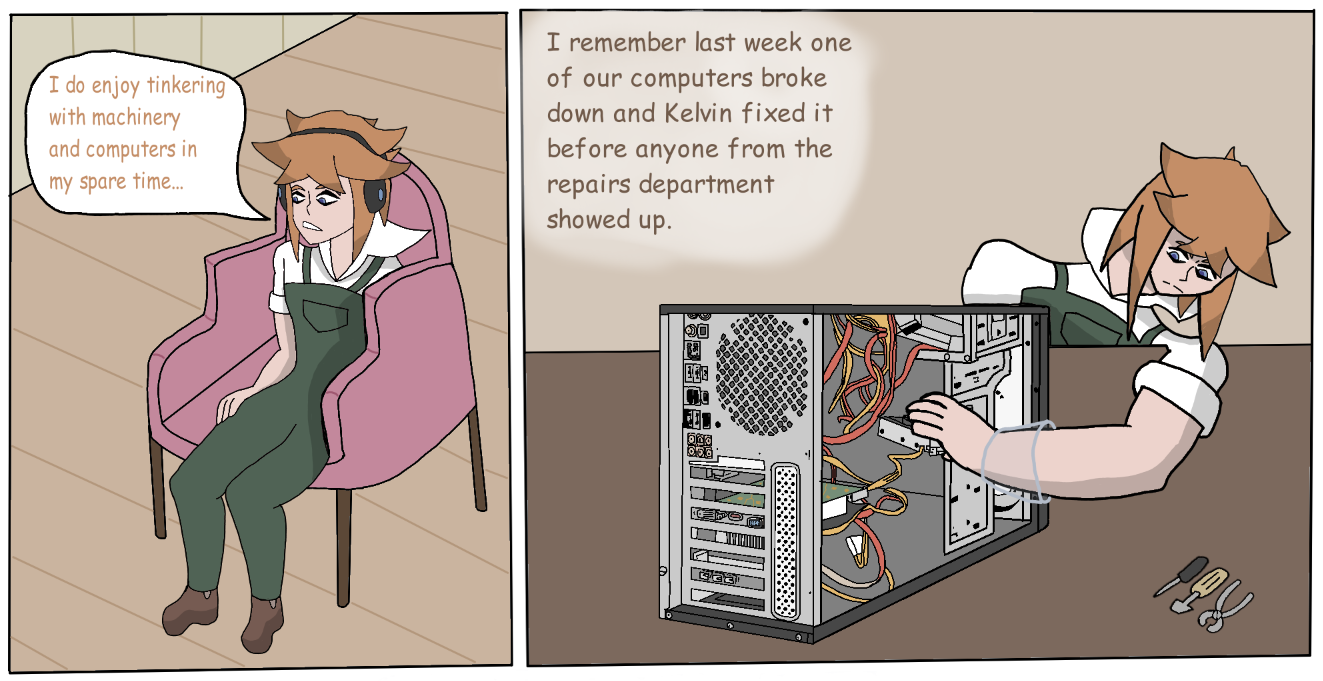 I do enjoy tinkering
with machinery
and computers in
my spare time...
I remember last week one
of our computers broke
down and Kelvin fixed it
before anyone from the
repairs department
showed up.